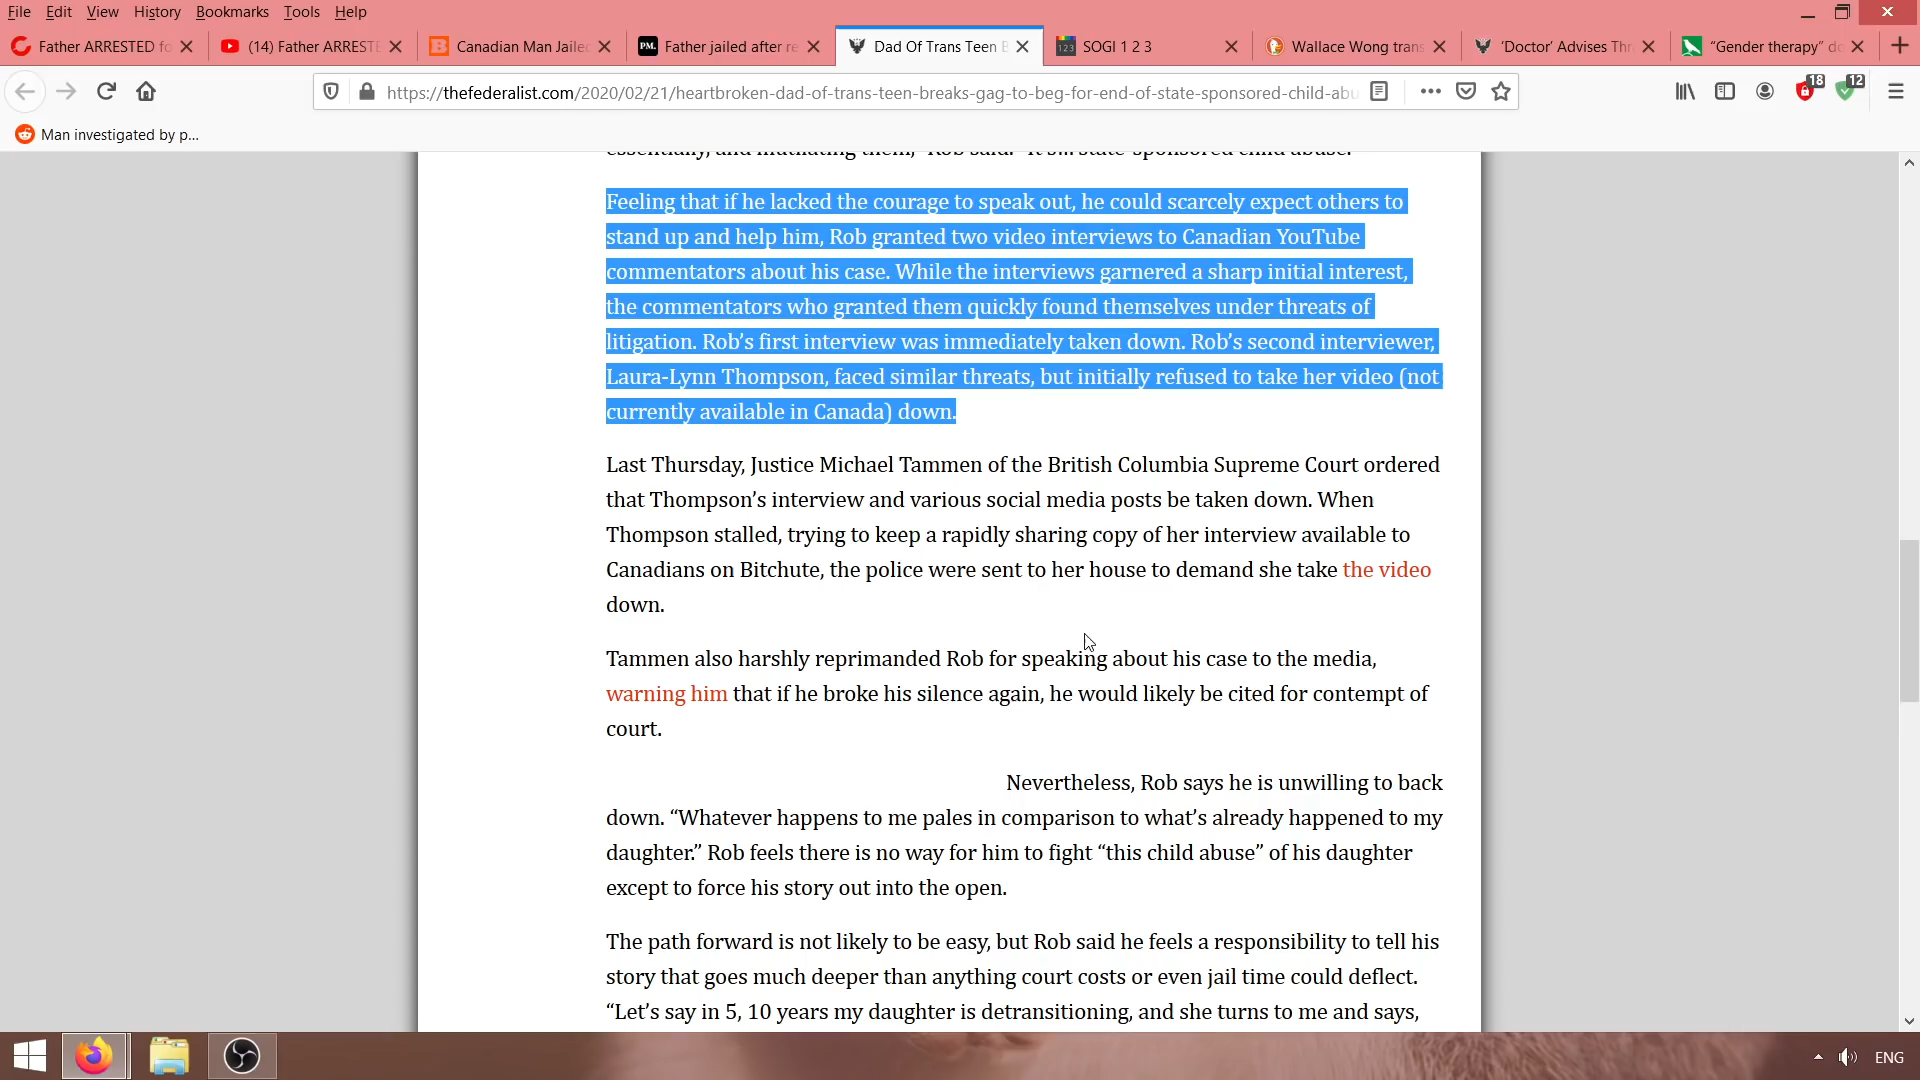 File Edit View History Bookmarks Tools Help
Father ARRESTED fo
(14) Father ARRESTE
Canadian Man Jailed
PM.
Father jailed after re
Dad Of Trans Teen B
123
SOGI 1 2 3
Wallace Wong trans
'Doctor' Advises Thr
"Gender therapy" do
https://thefederalist.com/2020/02/21/heartbroken-dad-of-trans-teen-breaks-gag-to-beg-for-end-of-state-sponsored-child-abu
18
12
Man investigated by p...
essentially, and mutilating them," Rob said. "It's... state-sponsored child abuse."
Feeling that if he lacked the courage to speak out, he could scarcely expect others to
stand up and help him, Rob granted two video interviews to Canadian YouTube
commentators about his case. While the interviews garnered a sharp initial interest,
the commentators who granted them quickly found themselves under threats of
litigation. Rob's first interview was immediately taken down. Rob's second interviewer,
Laura-Lynn Thompson, faced similar threats, but initially refused to take her video (not
currently available in Canada) down.
Last Thursday, Justice Michael Tammen of the British Columbia Supreme Court ordered
that Thompson's interview and various social media posts be taken down. When
Thompson stalled, trying to keep a rapidly sharing copy of her interview available to
Canadians on Bitchute, the police were sent to her house to demand she take the video
down.
Tammen also harshly reprimanded Rob for speaking about his case to the media,
warning him that if he broke his silence again, he would likely be cited for contempt of
court.
Nevertheless, Rob says he is unwilling to back
down. "Whatever happens to me pales in comparison to what's already happened to my
daughter." Rob feels there is no way for him to fight "this child abuse" of his daughter
except to force his story out into the open.
The path forward is not likely to be easy, but Rob said he feels a responsibility to tell his
story that goes much deeper than anything court costs or even jail time could deflect.
"Let's say in 5, 10 years my daughter is detransitioning, and she turns to me and says,
ENG